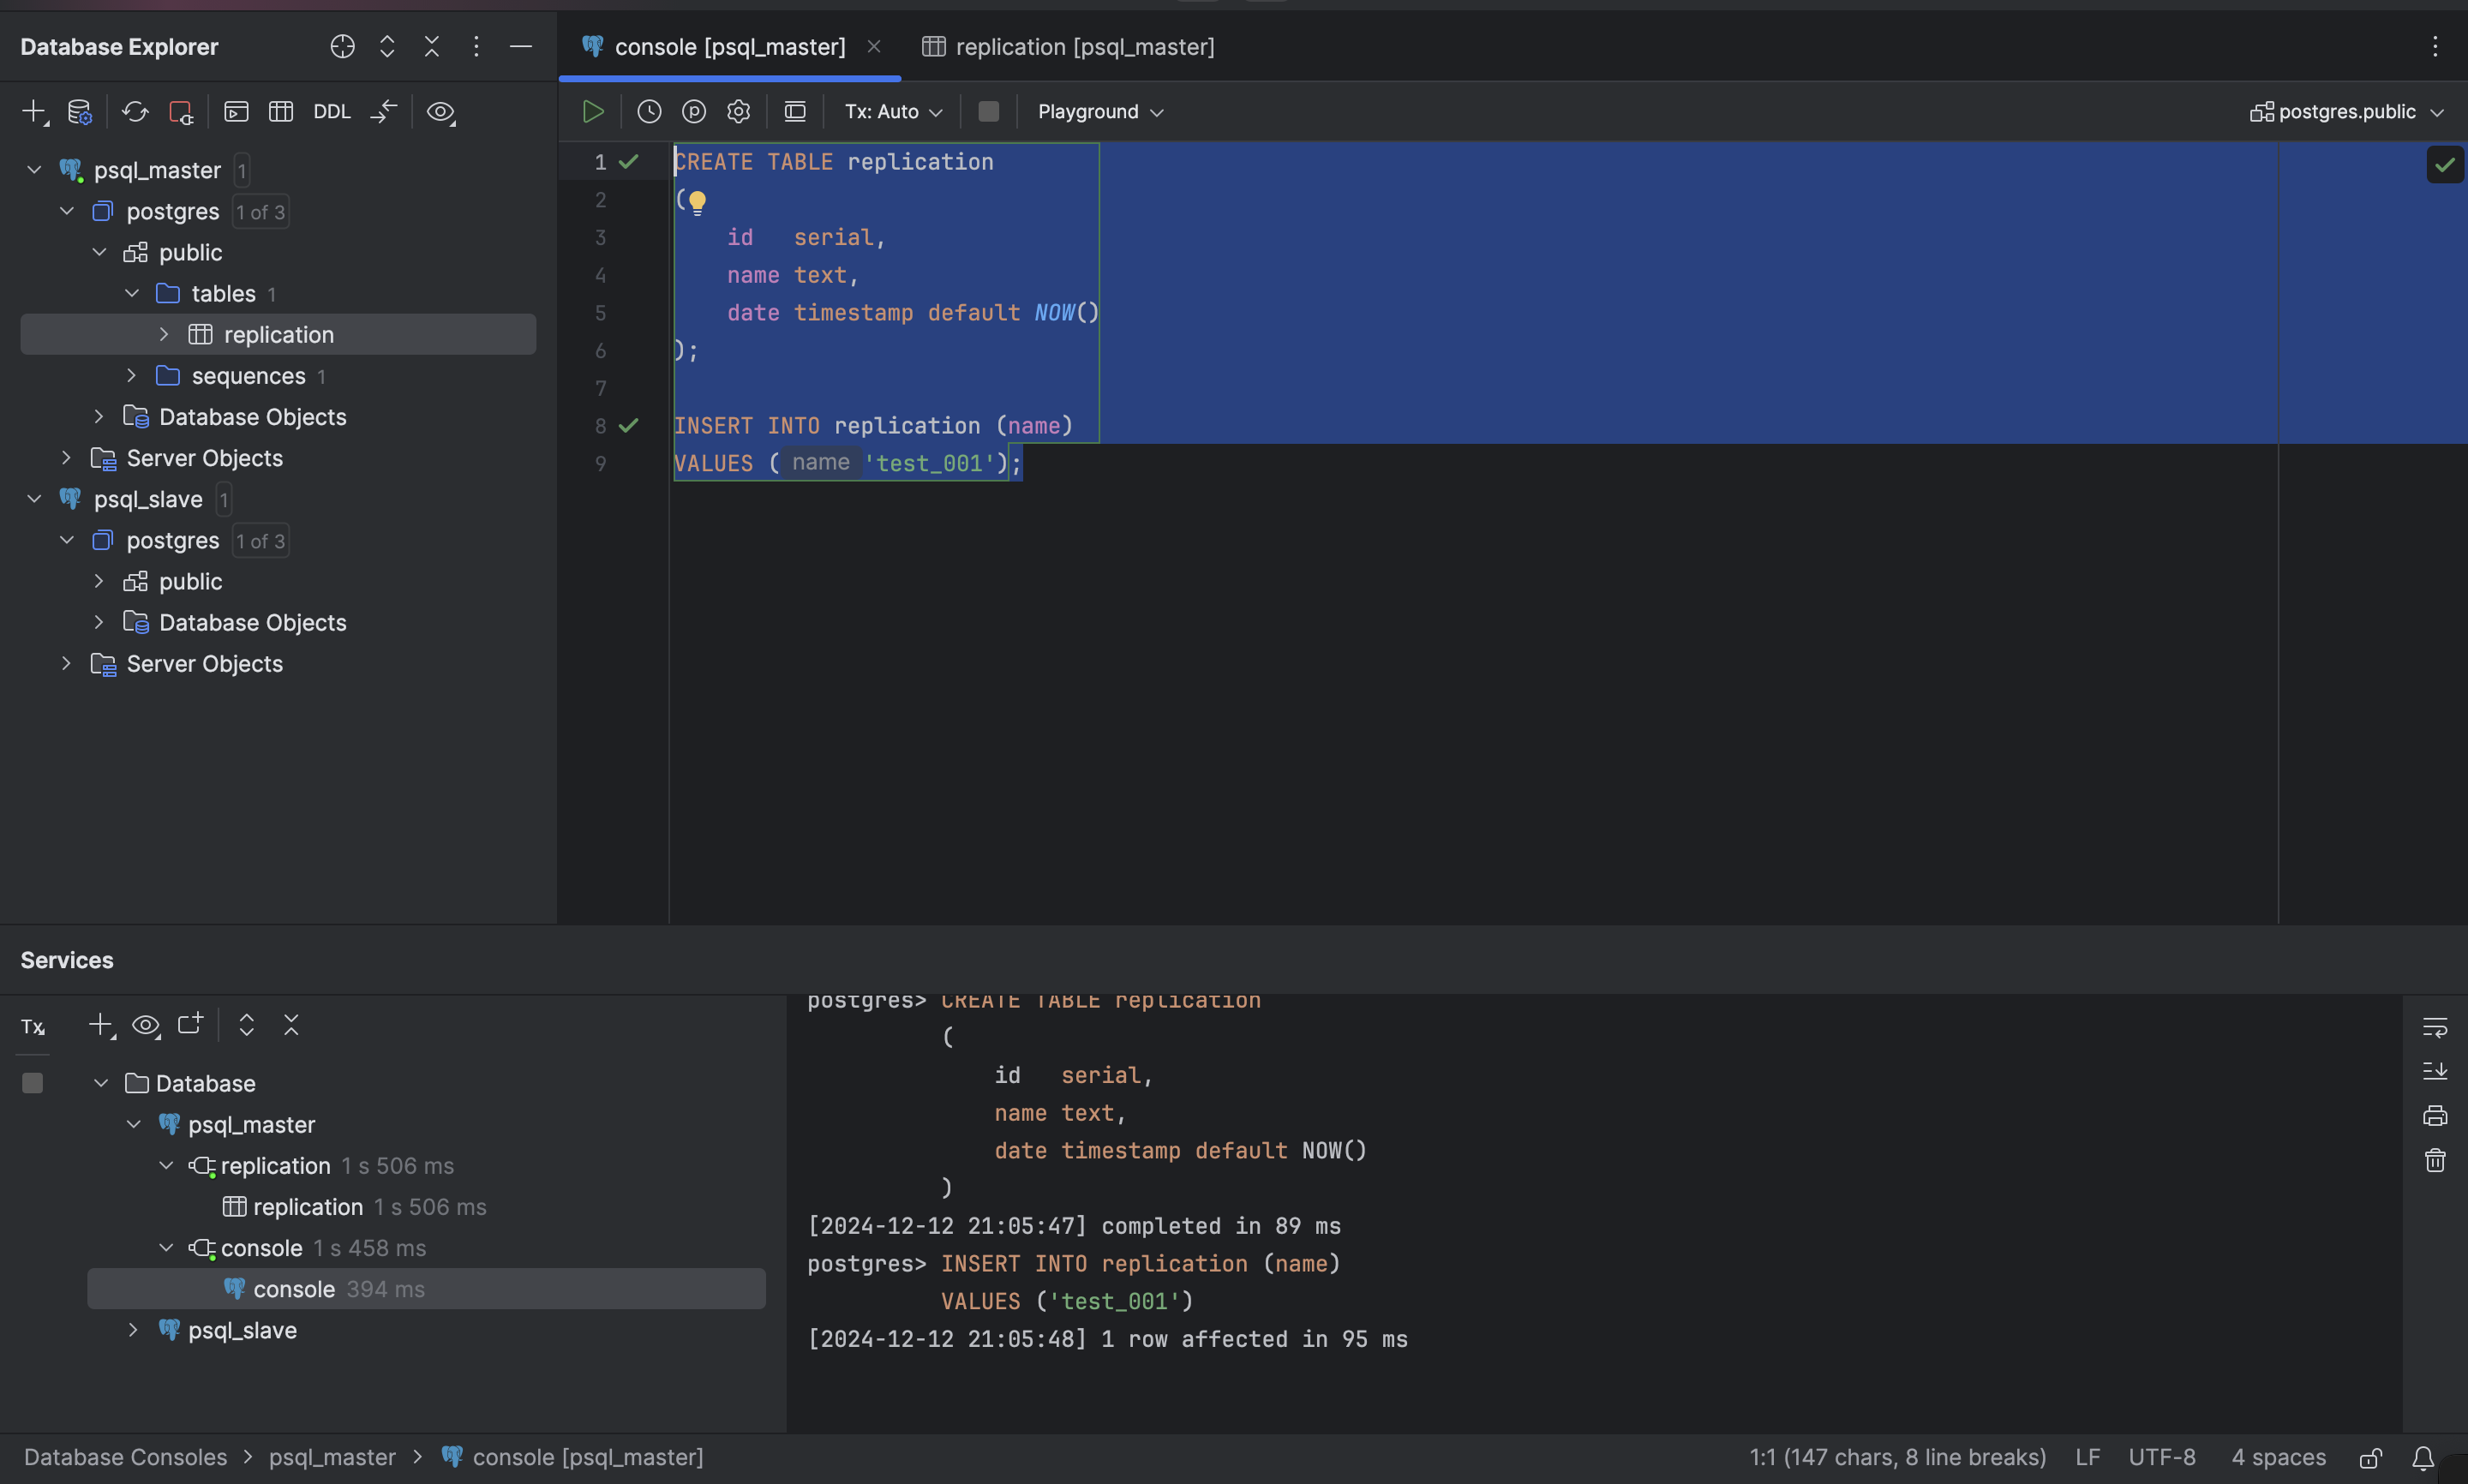 Database Explorer
console [psql_master]
replication [psql_master]
DDL
Tx: Auto
Playground
postgres.public
psql_master 1
postgres 1 of 3
public
tables 1
replication
sequences 1
Database Objects
Server Objects
psql_slave 1
postgres 1 of 3
public
Database Objects
Server Objects
1 CREATE TABLE replication
2 (
3     id   serial,
4     name text,
5     date timestamp default NOW()
6 );
7
8 INSERT INTO replication (name)
9 VALUES ( name 'test_001');
Services
Tx
Database
psql_master
replication 1 s 506 ms
replication 1 s 506 ms
console 1 s 458 ms
console 394 ms
psql_slave
postgres> CREATE TABLE replication
(
    id   serial,
    name text,
    date timestamp default NOW()
)
[2024-12-12 21:05:47] completed in 89 ms
postgres> INSERT INTO replication (name)
VALUES ('test_001')
[2024-12-12 21:05:48] 1 row affected in 95 ms
Database Consoles > psql_master > console [psql_master]
1:1 (147 chars, 8 line breaks) LF UTF-8 4 spaces